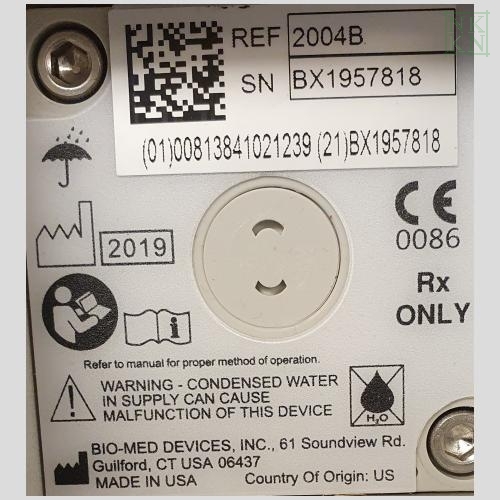 REF 2004B
SN BX1957818
(01)00813841021239 (21)BX1957818
CE
0086
2019
Rx
ONLY
i
Refer to manual for proper method of operation.
WARNING - CONDENSED WATER
IN SUPPLY CAN CAUSE
MALFUNCTION OF THIS DEVICE
H₂O
BIO-MED DEVICES, INC., 61 Soundview Rd.
Guilford, CT USA 06437
MADE IN USA Country Of Origin: US